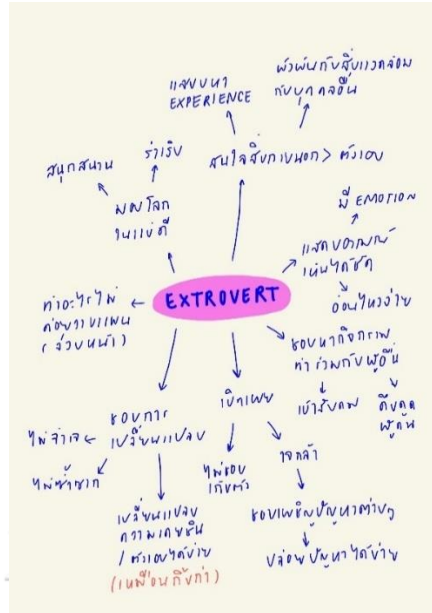 แสวงหา
EXPERIENCE
ผัวพันกับสิ่งแวดล้อม
กับบุคคลอื่น
สนใจสิ่งภายนอก > ตัวเอง
สนุกสนาน
ร่าเริง
มองโลก
ในแง่ดี
มี EMOTION
แสดงอารมณ์
เห็นได้ชัด
อ่อนไหวง่าย
EXTROVERT
ทำอะไรไม่
ค่อยวางแผน
ชอบหากิจกรรม
ทำร่วมกับผู้อื่น
เข้าสังคม
ดึงดูด
ผู้คน
ชอบการ
เปลี่ยนแปลง
ไม่จำเจ
ไม่ซ้ำซาก
เปลี่ยนแปลง
ความเคยชิน
/ ตัวเองได้ง่าย
(เหมือนกิ้งก่า)
เปิดเผย
ไม่ชอบ
เก็บตัว
ใจกล้า
ชอบเผชิญปัญหาต่างๆ
ปล่อยปัญหาได้ง่าย